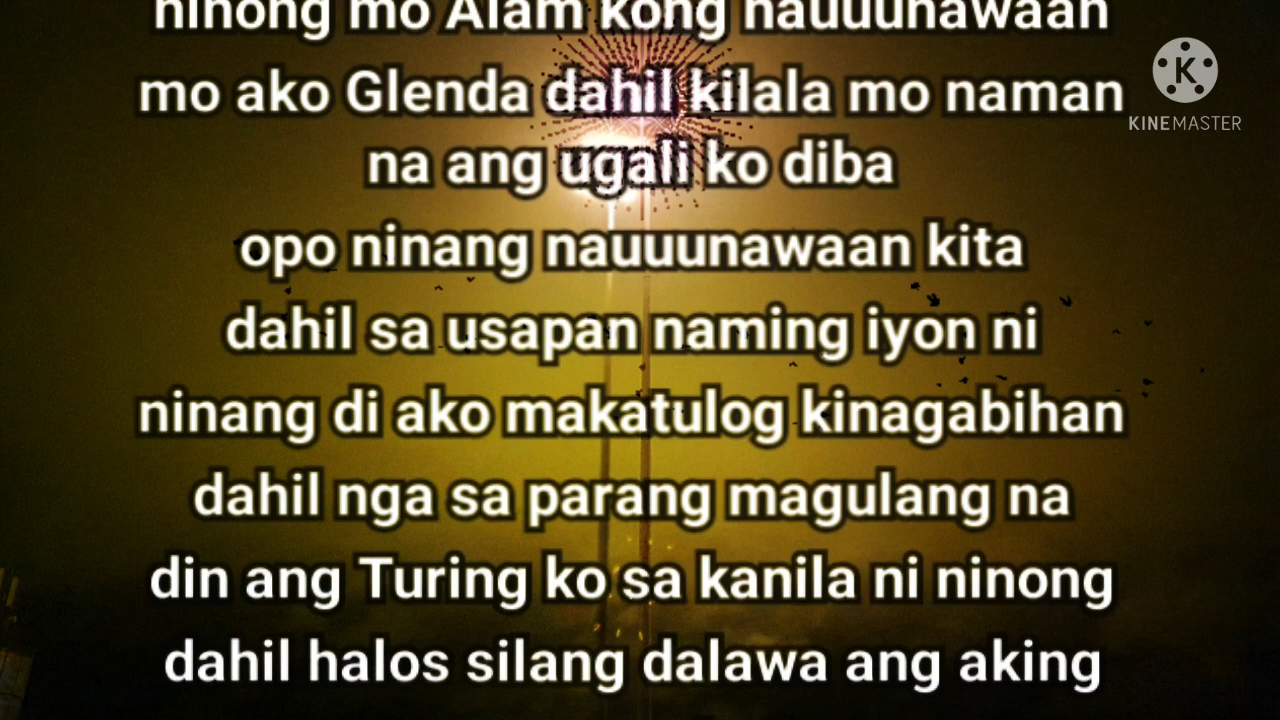 ninong mo Alam kong nauuunawaan
mo ako Glenda dahil kilala mo naman
na ang ugali ko diba
opo ninang nauuunawaan kita
dahil sa usapan naming iyon ni
ninang di ako makatulog kinagabihan
dahil nga sa parang magulang na
din ang Turing ko sa kanila ni ninong
dahil halos silang dalawa ang aking
K
KINEMASTER